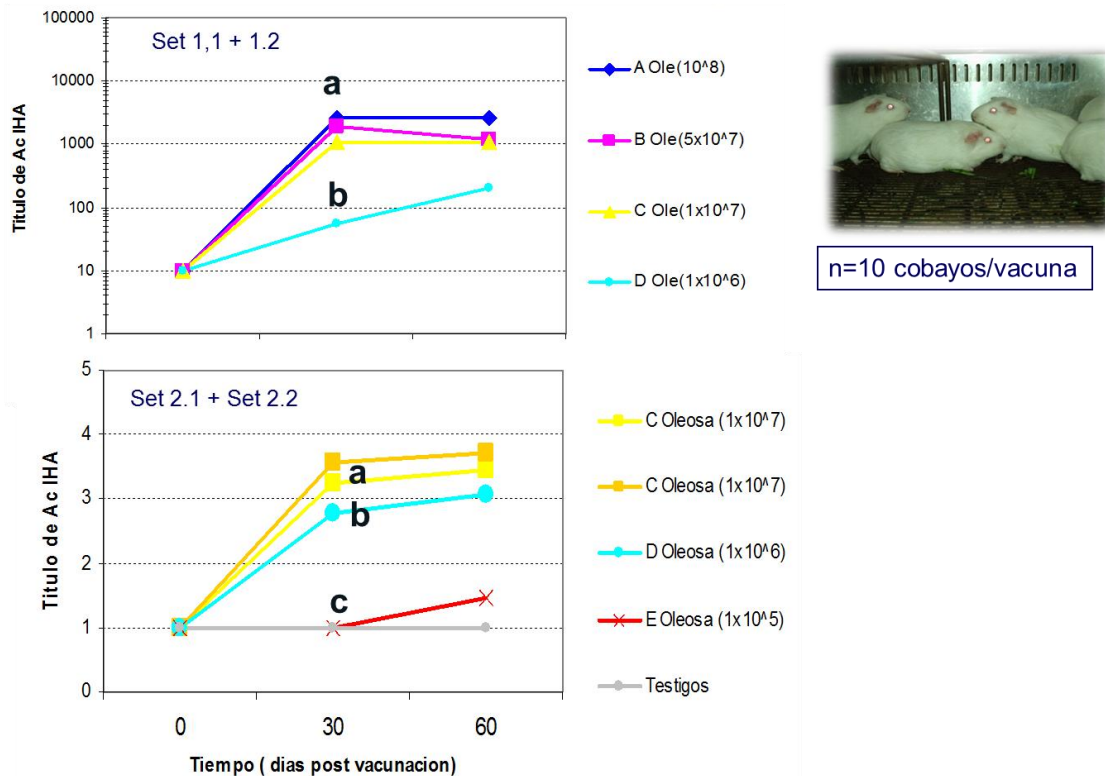 Set 1,1 + 1.2
100000
10000
1000
100
10
1
Titulo de Ac IHA
a
b
A Ole(10^8)
B Ole(5x10^7)
C Ole(1x10^7)
D Ole(1x10^6)
n=10 cobayos/vacuna
Set 2.1 + Set 2.2
5
4
3
2
1
0
Titulo de Ac IHA
a
b
c
0 30 60
Tiempo ( dias post vacunacion)
C Oleosa (1x10^7)
C Oleosa (1x10^7)
D Oleosa (1x10^6)
E Oleosa (1x10^5)
Testigos